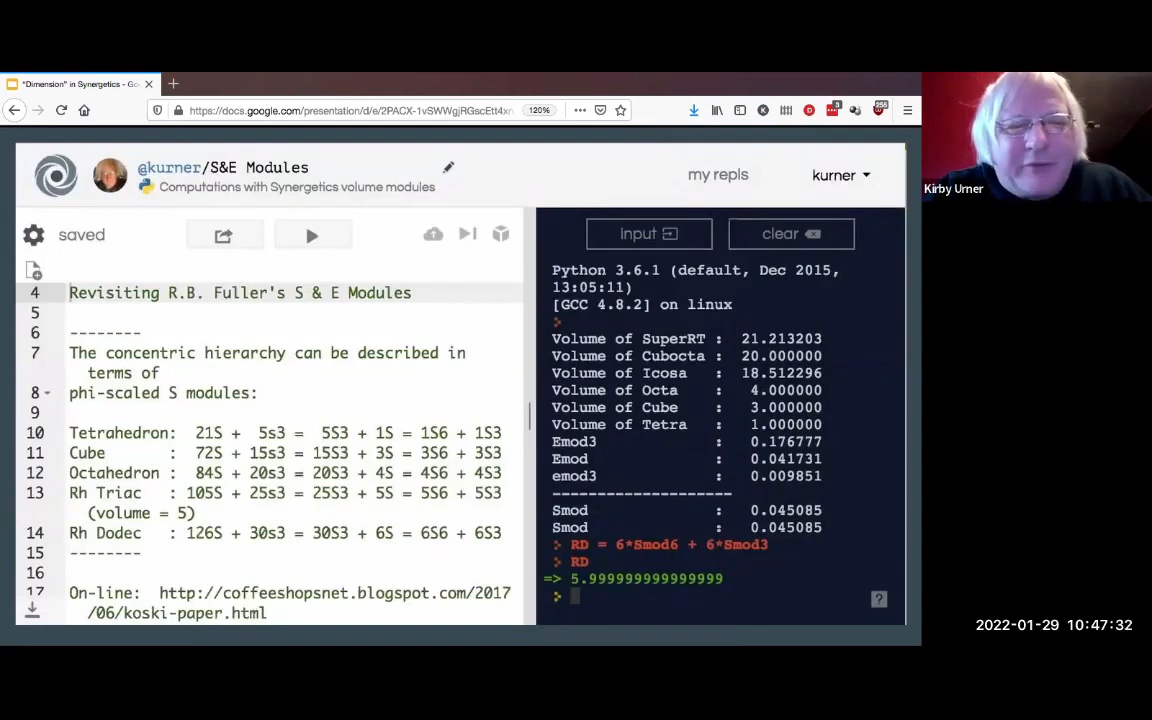 "Dimension" in Synergetics - Go
https://docs.google.com/presentation/d/e/2PACX-1vSWWgjRGscEtt4x
120%
3
255
Kirby Urner
@kurner/S&E Modules
Computations with Synergetics volume modules
my repls
kurner
saved
input
clear
4 Revisiting R.B. Fuller's S & E Modules
5
6 --------
7 The concentric hierarchy can be described in
terms of
8 phi-scaled S modules:
9
10 Tetrahedron: 21S + 5s3 = 5S3 + 1S = 1S6 + 1S3
11 Cube : 72S + 15s3 = 15S3 + 3S = 3S6 + 3S3
12 Octahedron : 84S + 20s3 = 20S3 + 4S = 4S6 + 4S3
13 Rh Triac : 105S + 25s3 = 25S3 + 5S = 5S6 + 5S3
(volume = 5)
14 Rh Dodec : 126S + 30s3 = 30S3 + 6S = 6S6 + 6S3
15 --------
16
17 On-line: http://coffeeshopsnet.blogspot.com/2017
/06/koski-paper.html
Python 3.6.1 (default, Dec 2015,
13:05:11)
[GCC 4.8.2] on linux
Volume of SuperRT : 21.213203
Volume of Cubocta : 20.000000
Volume of Icosa : 18.512296
Volume of Octa : 4.000000
Volume of Cube : 3.000000
Volume of Tetra : 1.000000
Emod3 : 0.176777
Emod : 0.041731
emod3 : 0.009851
--------------------
Smod : 0.045085
Smod : 0.045085
RD = 6*Smod6 + 6*Smod3
RD
=> 5.999999999999999
?
2022-01-29 10:47:32